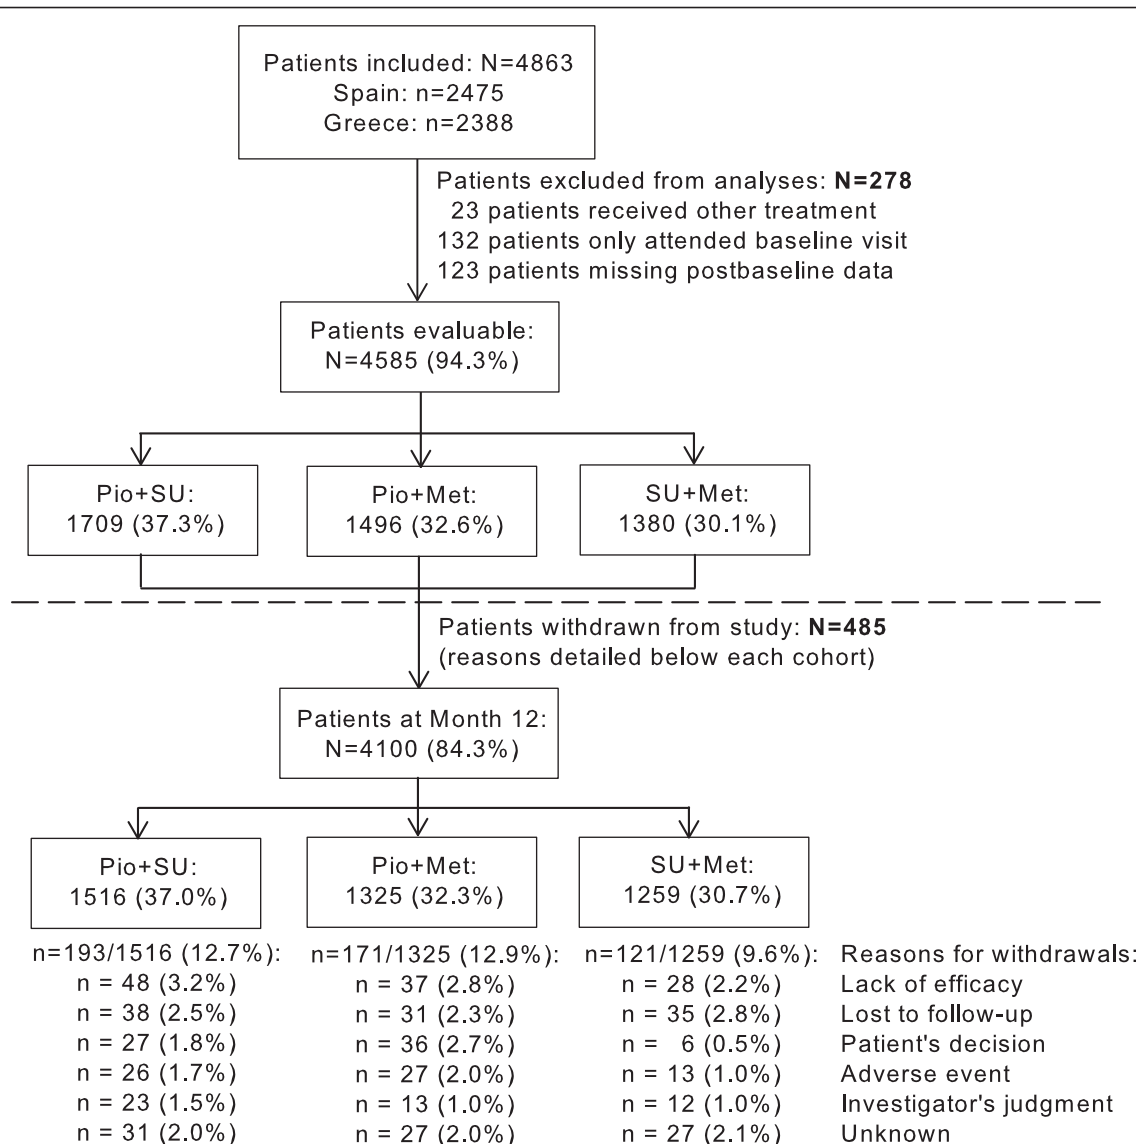 Patients included: N=4863
Spain: n=2475
Greece: n=2388
Patients excluded from analyses: N=278
23 patients received other treatment
132 patients only attended baseline visit
123 patients missing postbaseline data
Patients evaluable:
N=4585 (94.3%)
Pio+SU:
1709 (37.3%)
Pio+Met:
1496 (32.6%)
SU+Met:
1380 (30.1%)
Patients withdrawn from study: N=485
(reasons detailed below each cohort)
Patients at Month 12:
N=4100 (84.3%)
Pio+SU:
1516 (37.0%)
Pio+Met:
1325 (32.3%)
SU+Met:
1259 (30.7%)
n=193/1516 (12.7%): n=171/1325 (12.9%): n=121/1259 (9.6%): Reasons for withdrawals:
n = 48 (3.2%) n = 37 (2.8%) n = 28 (2.2%) Lack of efficacy
n = 38 (2.5%) n = 31 (2.3%) n = 35 (2.8%) Lost to follow-up
n = 27 (1.8%) n = 36 (2.7%) n = 6 (0.5%) Patient's decision
n = 26 (1.7%) n = 27 (2.0%) n = 13 (1.0%) Adverse event
n = 23 (1.5%) n = 13 (1.0%) n = 12 (1.0%) Investigator's judgment
n = 31 (2.0%) n = 27 (2.0%) n = 27 (2.1%) Unknown